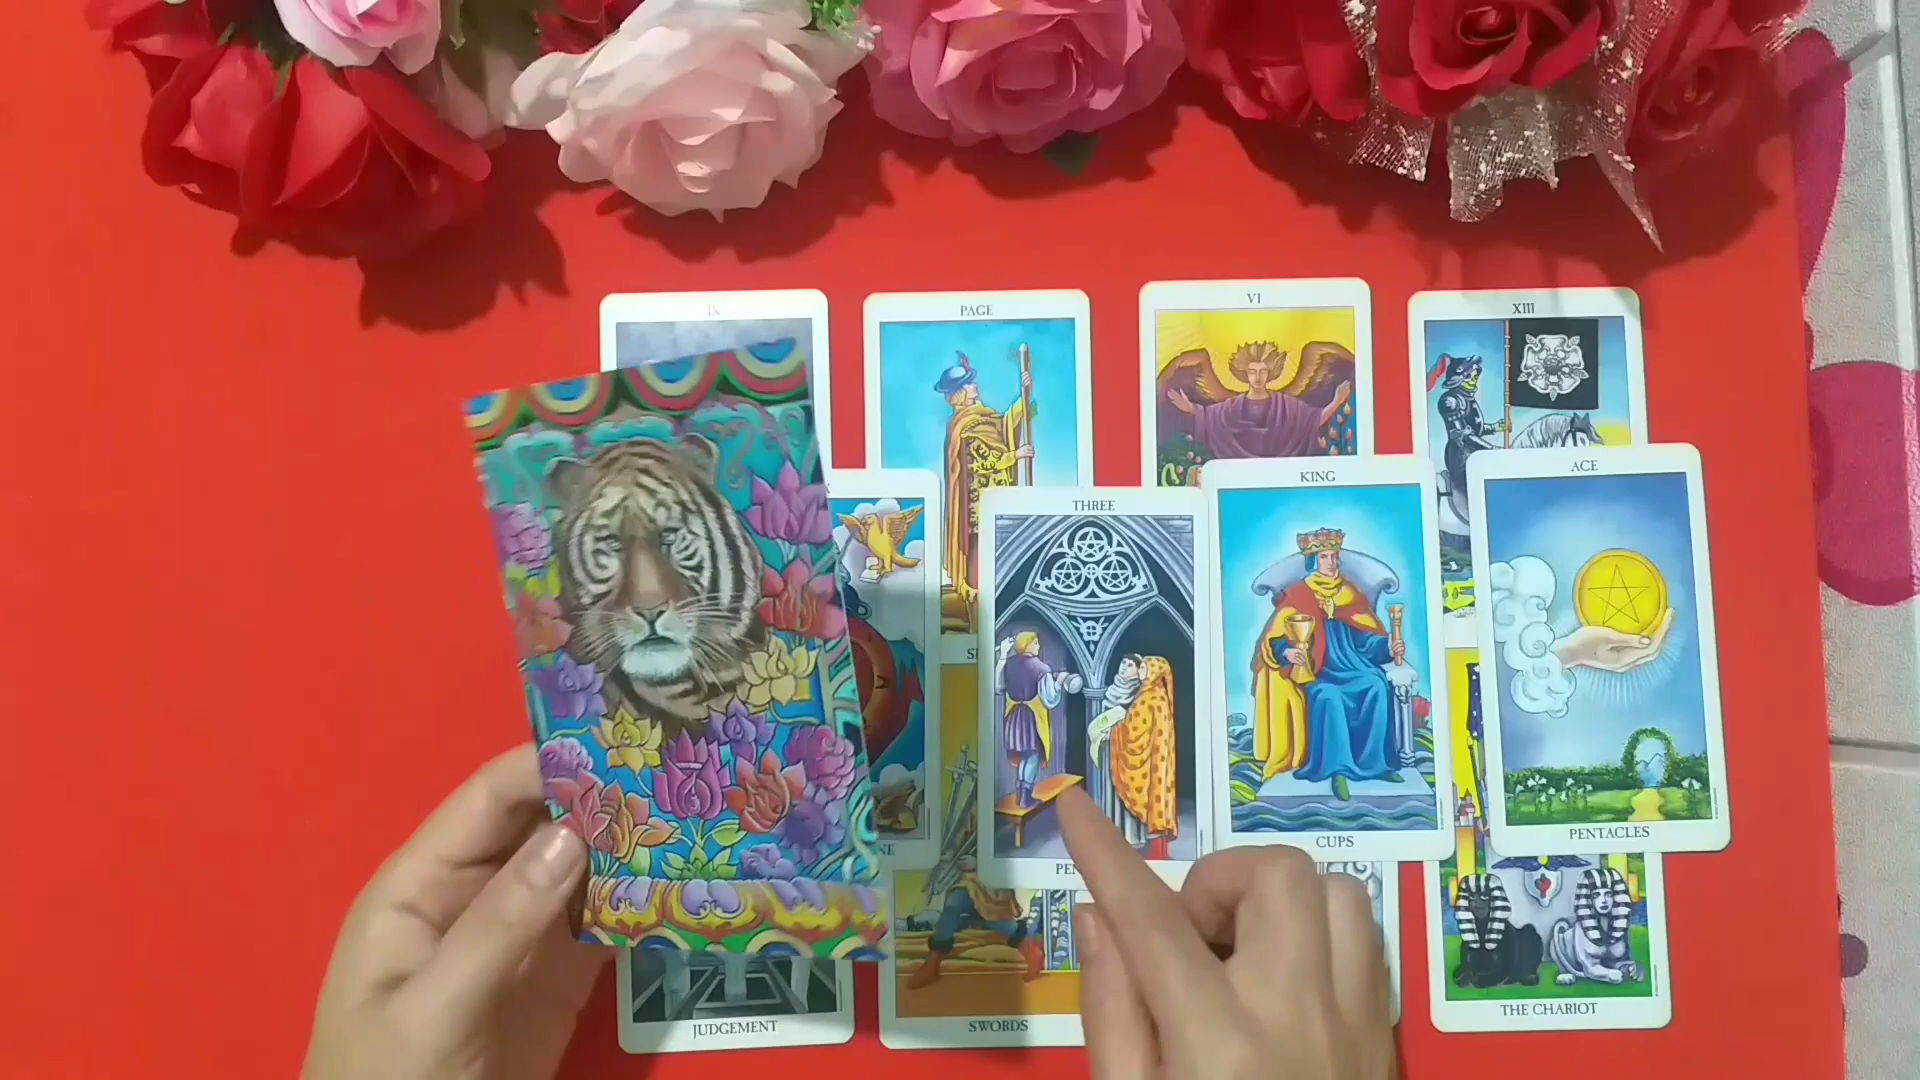 IX
PAGE
VI
XIII
THREE
KING
CUPS
ACE
PENTACLES
JUDGEMENT
SWORDS
THE CHARIOT